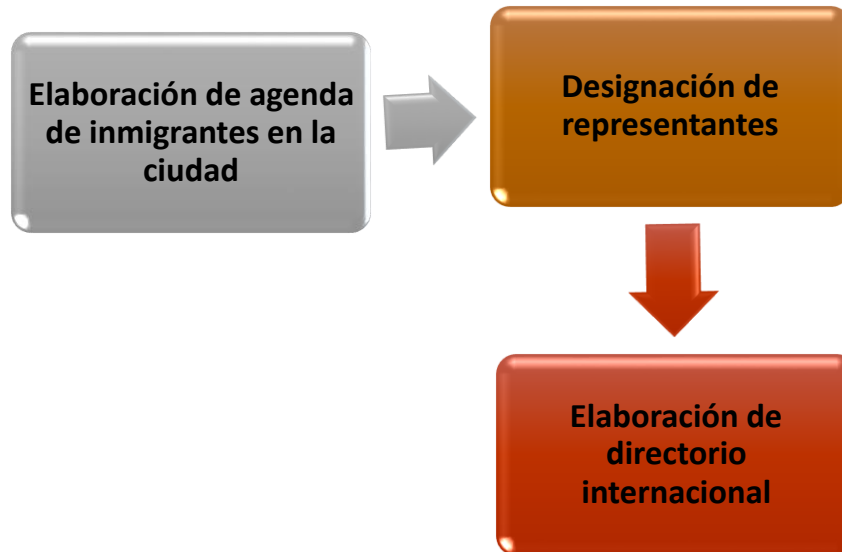 Elaboración de agenda
de inmigrantes en la
ciudad
Designación de
representantes
Elaboración de
directorio
internacional